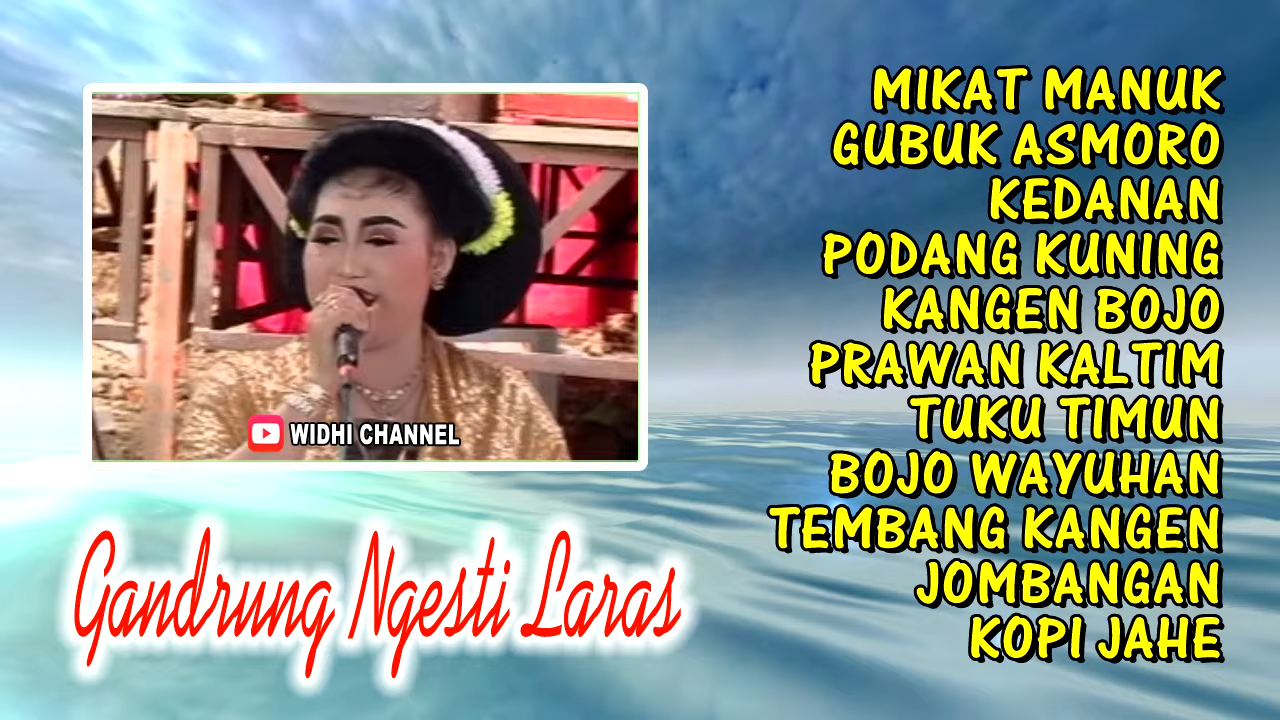 WIDHI CHANNEL
Gandrung Ngesti Laras
MIKAT MANUK
GUBUK ASMORO
KEDANAN
PODANG KUNING
KANGEN BOJO
PRAWAN KALTIM
TUKU TIMUN
BOJO WAYUHAN
TEMBANG KANGEN
JOMBANGAN
KOPI JAHE